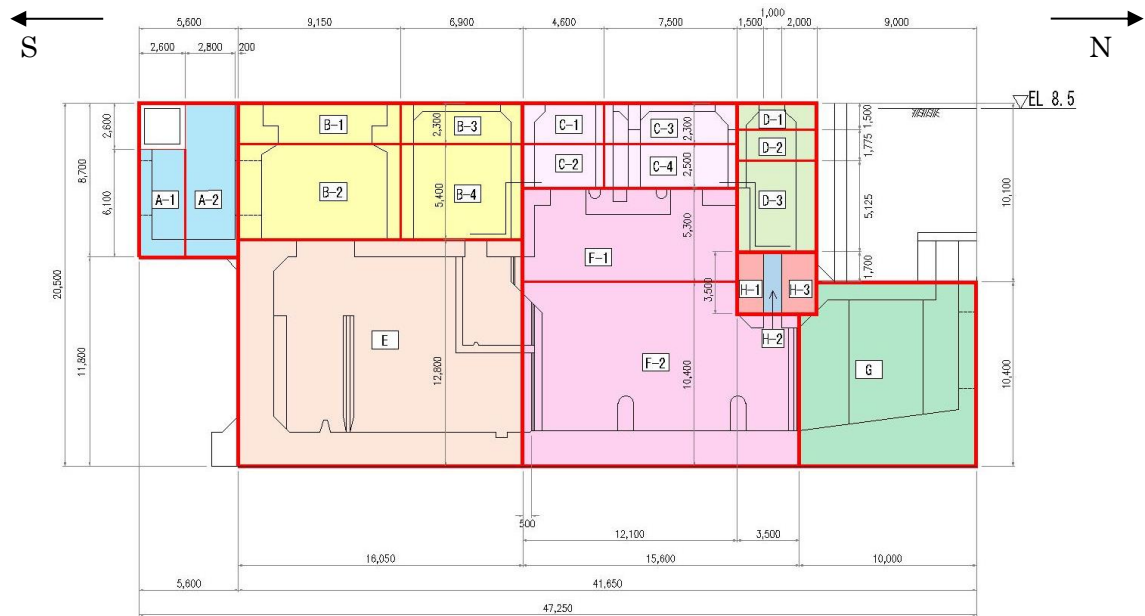 1,000
5,600 9,150 6,900 4,600 7,500 1,500 2,000 9,000
S N
2,600 2,800 200
▽EL 8.5
B-1 B-3 C-1 C-3 D-1
2,600 2,300 2,300 1,500
D-2 1,775
C-2 C-4 2,500
8,700
A-1 A-2 B-2 B-4 D-3
6,100 5,400 5,125 10,100
5,300
F-1
1,700
H-1 H-3
3,500
20,500
H-2
11,800 E 12,800 F-2 10,400 G 10,400
500
12,100 3,500
16,050 15,600 10,000
5,600 41,650
47,250